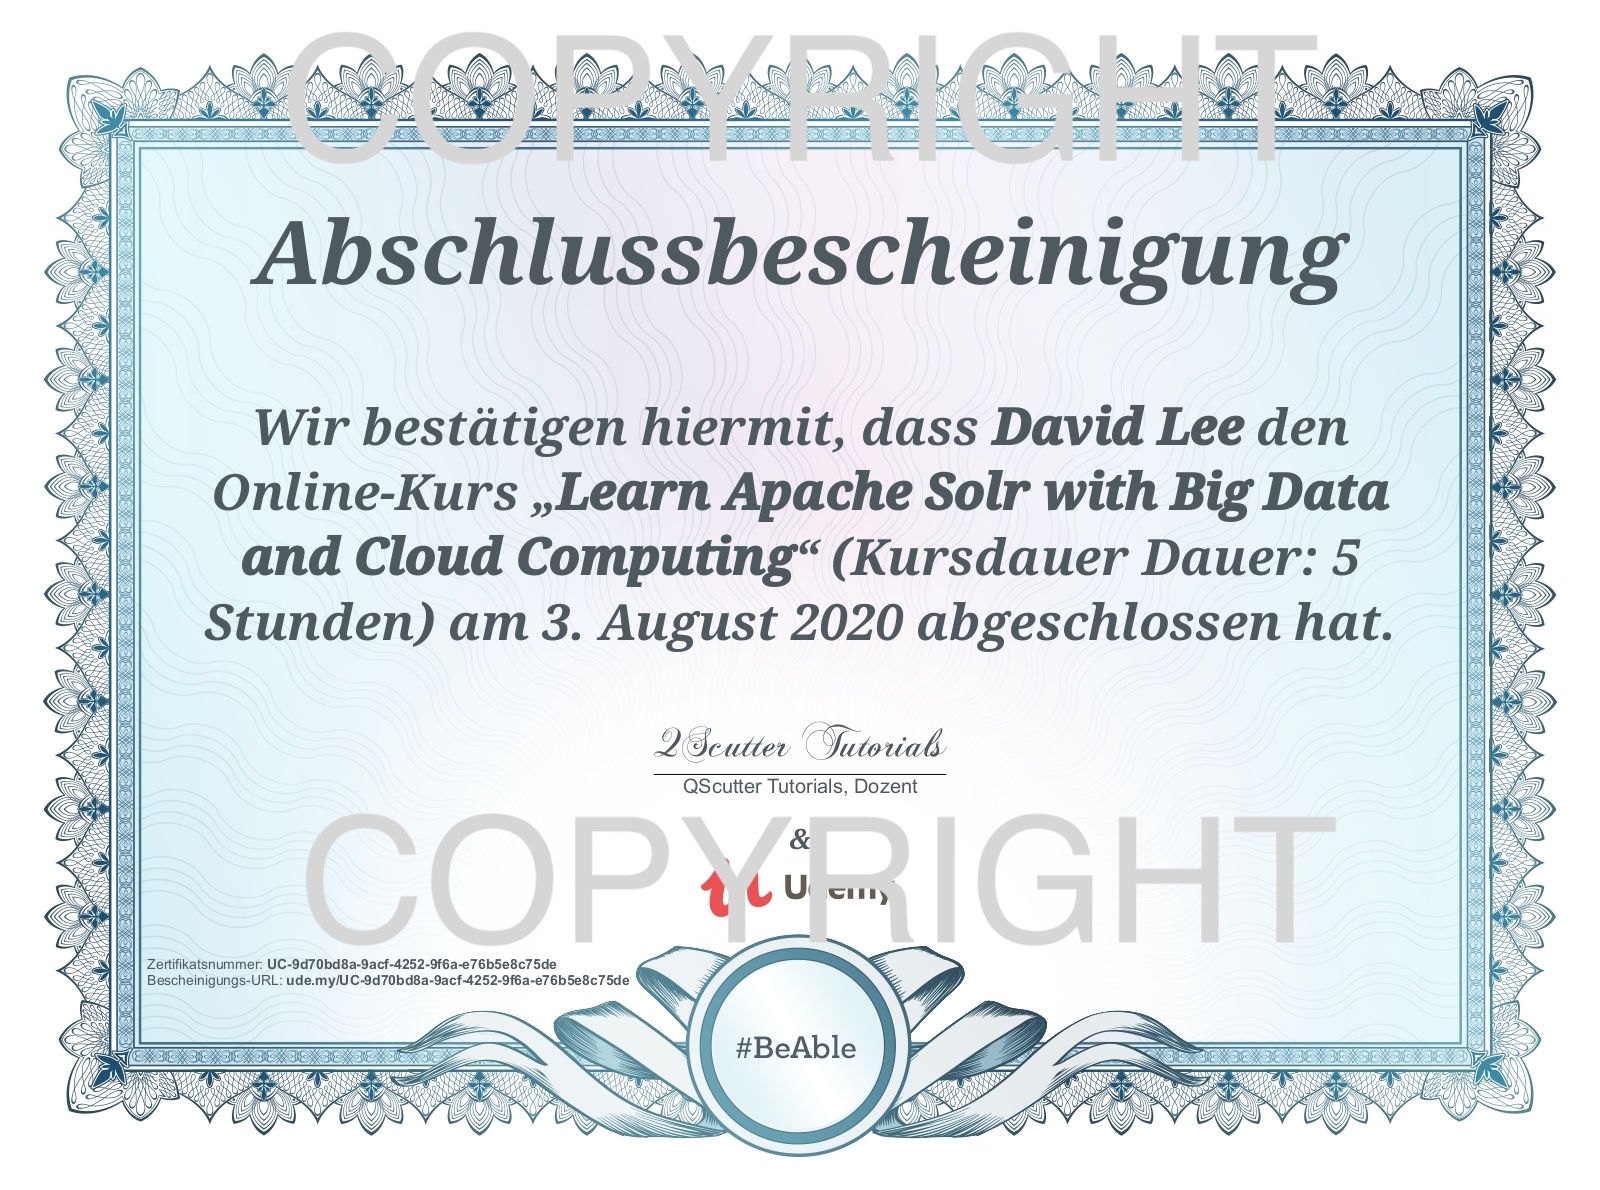 COPYRIGHT
Abschlussbescheinigung
Wir bestätigen hiermit, dass David Lee den
Online-Kurs „Learn Apache Solr with Big Data
and Cloud Computing“ (Kursdauer Dauer: 5
Stunden) am 3. August 2020 abgeschlossen hat.
QScutter Tutorials
QScutter Tutorials, Dozent
&
COPYRIGHT
Udemy
Zertifikatsnummer: UC-9d70bd8a-9acf-4252-9f6a-e76b5e8c75de
Bescheinigungs-URL: ude.my/UC-9d70bd8a-9acf-4252-9f6a-e76b5e8c75de
#BeAble